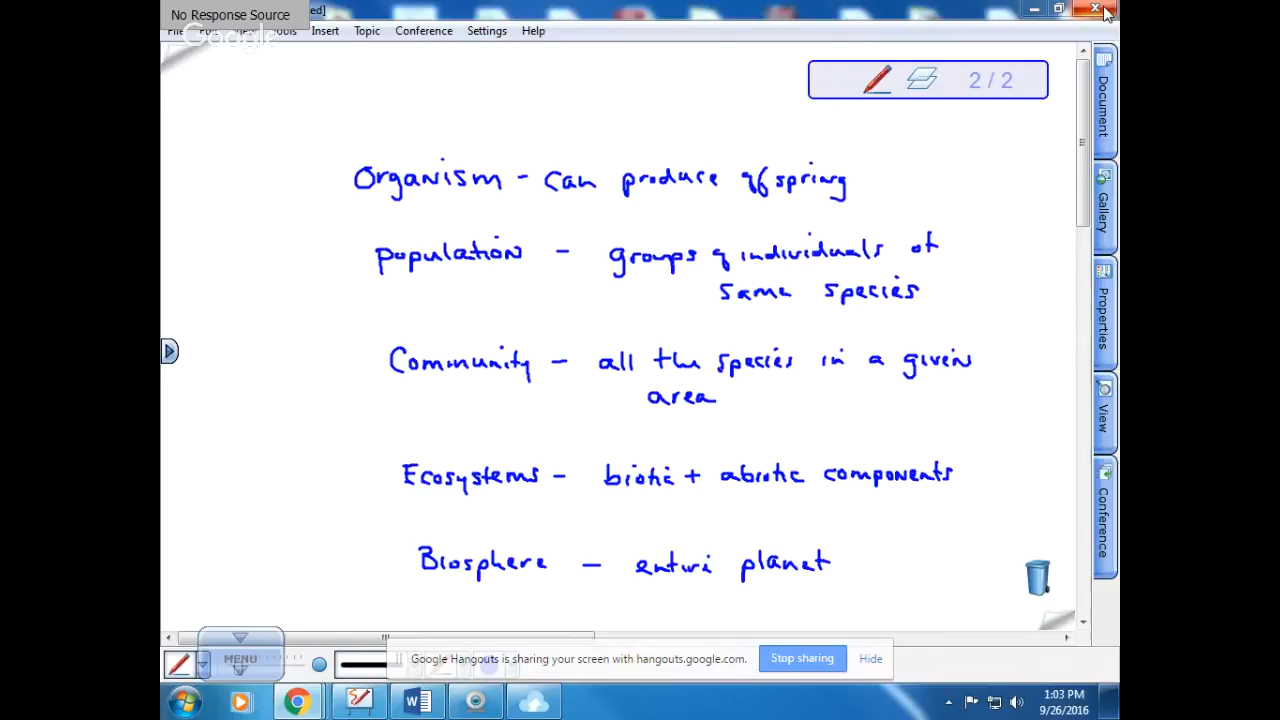 No Response Source
ed]
Google
File
Tools Insert Topic Conference Settings Help
2 / 2
Document
Gallery
Properties
View
Conference
Organism - can produce offspring
population - groups of individuals of
same species
Community - all the species in a given
area
Ecosystems - biotic + abiotic components
Biosphere - entire planet
MENU
Google Hangouts is sharing your screen with hangouts.google.com. Stop sharing Hide
1:03 PM
9/26/2016